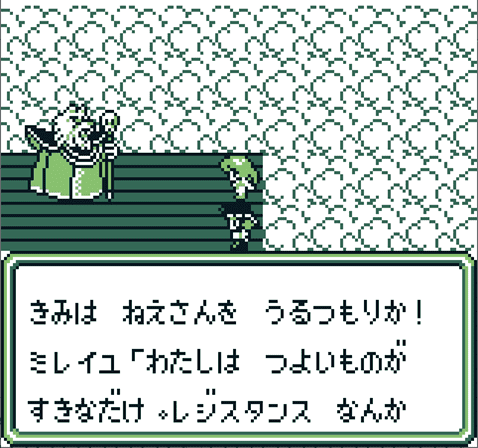 きみは ねえさんを うるつもりか!
ミレイユ「わたしは つよいものが
すきなだけ。レジスタンス なんか